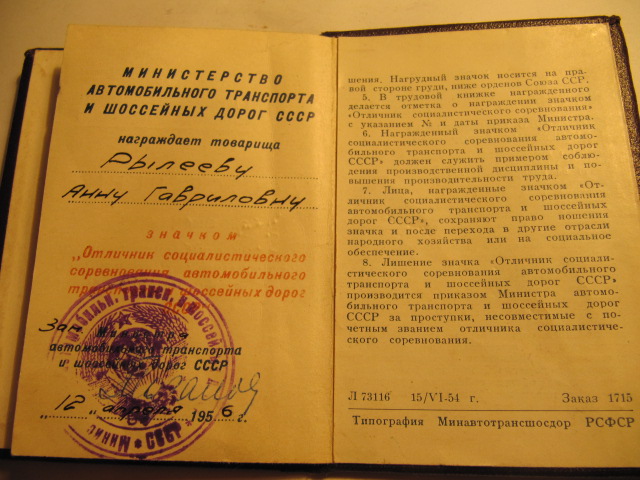 МИНИСТЕРСТВО
АВТОМОБИЛЬНОГО ТРАНСПОРТА
И ШОССЕЙНЫХ ДОРОГ СССР
награждает товарища
Рылееву
Анну Гавриловну
значком
„Отличник социалистического
соревнования автомобильного
транспорта и шоссейных дорог
Зам. Министра
автомобильного транспорта
и шоссейных дорог СССР
„12„ апреля 1956 г.
шения. Нагрудный значок носится на пра-
вой стороне груди, ниже орденов Союза ССР.
5. В трудовой книжке награжденного
делается отметка о награждении значком
«Отличник социалистического соревнования»
с указанием № и даты приказа Министра.
6. Награжденный значком «Отличник
социалистического соревнования автомо-
бильного транспорта и шоссейных дорог
СССР» должен служить примером соблю-
дения производственной дисциплины и по-
вышения производительности труда.
7. Лица, награжденные значком «От-
личник социалистического соревнования
автомобильного транспорта и шоссейных
дорог СССР», сохраняют право ношения
значка и после перехода в другие отрасли
народного хозяйства или на социальное
обеспечение.
8. Лишение значка «Отличник социали-
стического соревнования автомобильного
транспорта и шоссейных дорог СССР»
производится приказом Министра автомо-
бильного транспорта и шоссейных дорог
СССР за проступки, несовместимые с по-
четным званием отличника социалистиче-
ского соревнования.
Л 73116 15/VI-54 г. Заказ 1715
Типография Минавтотрансшосдор РСФСР